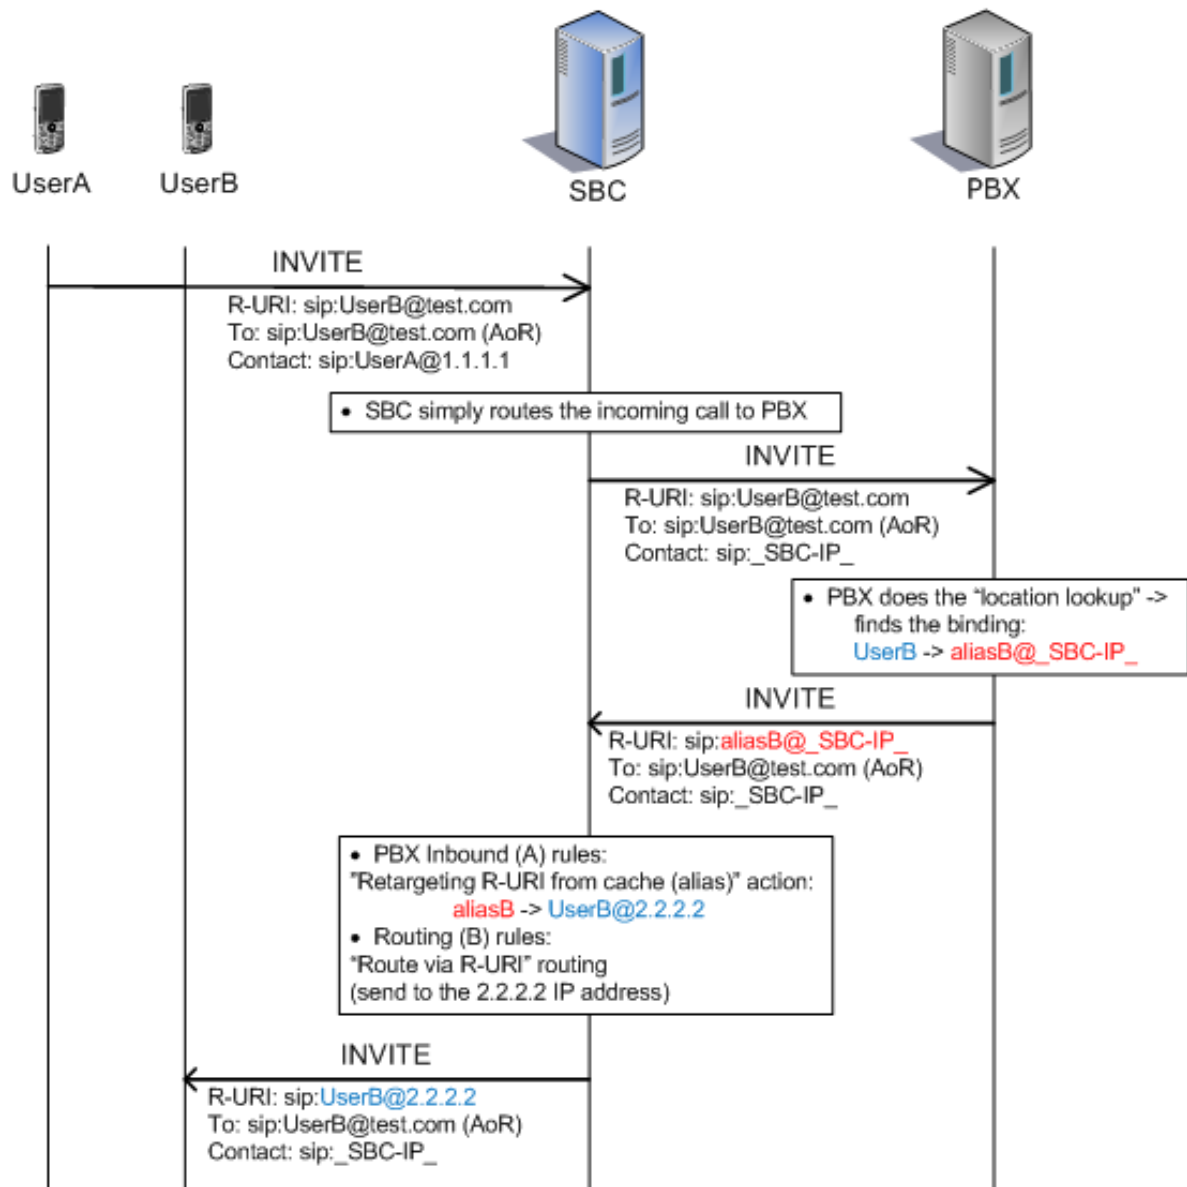 UserA
UserB
SBC
PBX
INVITE
R-URI: sip:UserB@test.com
To: sip:UserB@test.com (AoR)
Contact: sip:UserA@1.1.1.1
• SBC simply routes the incoming call to PBX
INVITE
R-URI: sip:UserB@test.com
To: sip:UserB@test.com (AoR)
Contact: sip:_SBC-IP_
• PBX does the “location lookup” ->
finds the binding:
UserB -> aliasB@_SBC-IP_
INVITE
R-URI: sip:aliasB@_SBC-IP_
To: sip:UserB@test.com (AoR)
Contact: sip:_SBC-IP_
• PBX Inbound (A) rules:
”Retargeting R-URI from cache (alias)” action:
aliasB -> UserB@2.2.2.2
• Routing (B) rules:
“Route via R-URI” routing
(send to the 2.2.2.2 IP address)
INVITE
R-URI: sip:UserB@2.2.2.2
To: sip:UserB@test.com (AoR)
Contact: sip:_SBC-IP_